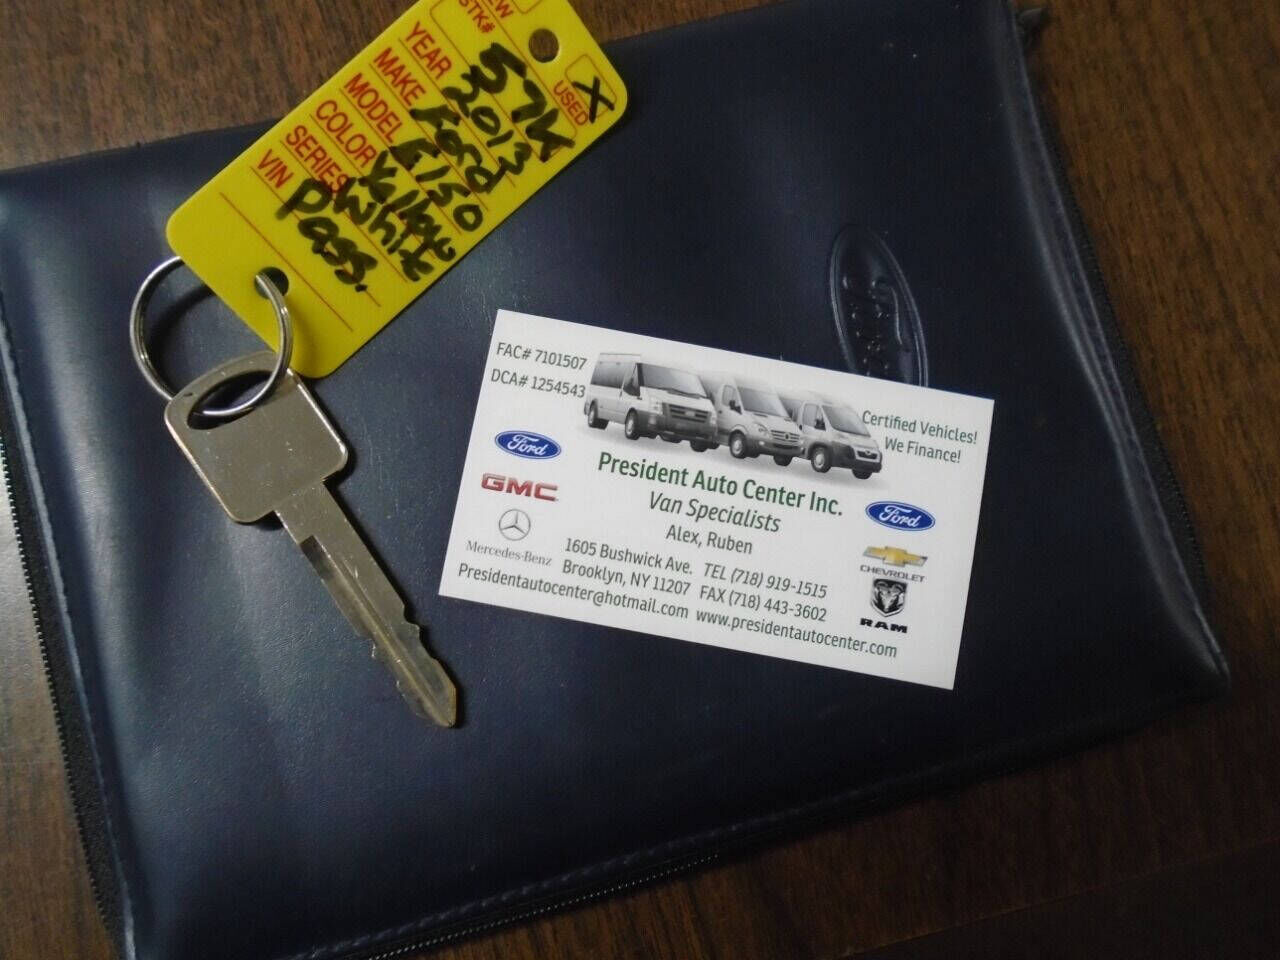 EW
X
USED
STK# 57K
YEAR 2013
MAKE Ford
MODEL E150
COLOR
SERIES White
VIN Pass.
Ford
FAC# 7101507
DCA# 1254543
Certified Vehicles!
We Finance!
Ford
GMC
Mercedes-Benz
President Auto Center Inc.
Van Specialists
Alex, Ruben
1605 Bushwick Ave. TEL (718) 919-1515
Brooklyn, NY 11207 FAX (718) 443-3602
Presidentautocenter@hotmail.com www.presidentautocenter.com
Ford
CHEVROLET
RAM